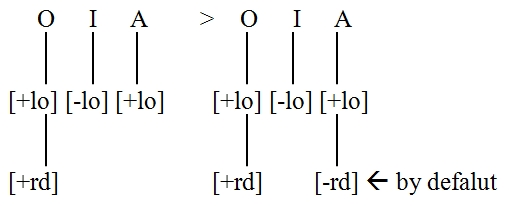 O I A > O I A
[+lo] [-lo] [+lo] [+lo] [-lo] [+lo]
[+rd] [+rd] [-rd] ← by defalut